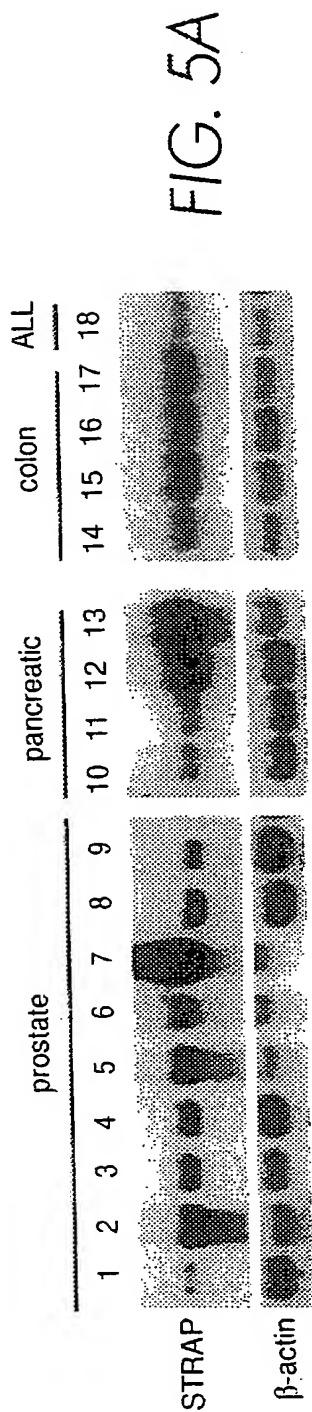 prostate pancreatic colon ALL
1 2 3 4 5 6 7 8 9 10 11 12 13 14 15 16 17 18
STRAP
β-actin
FIG. 5A